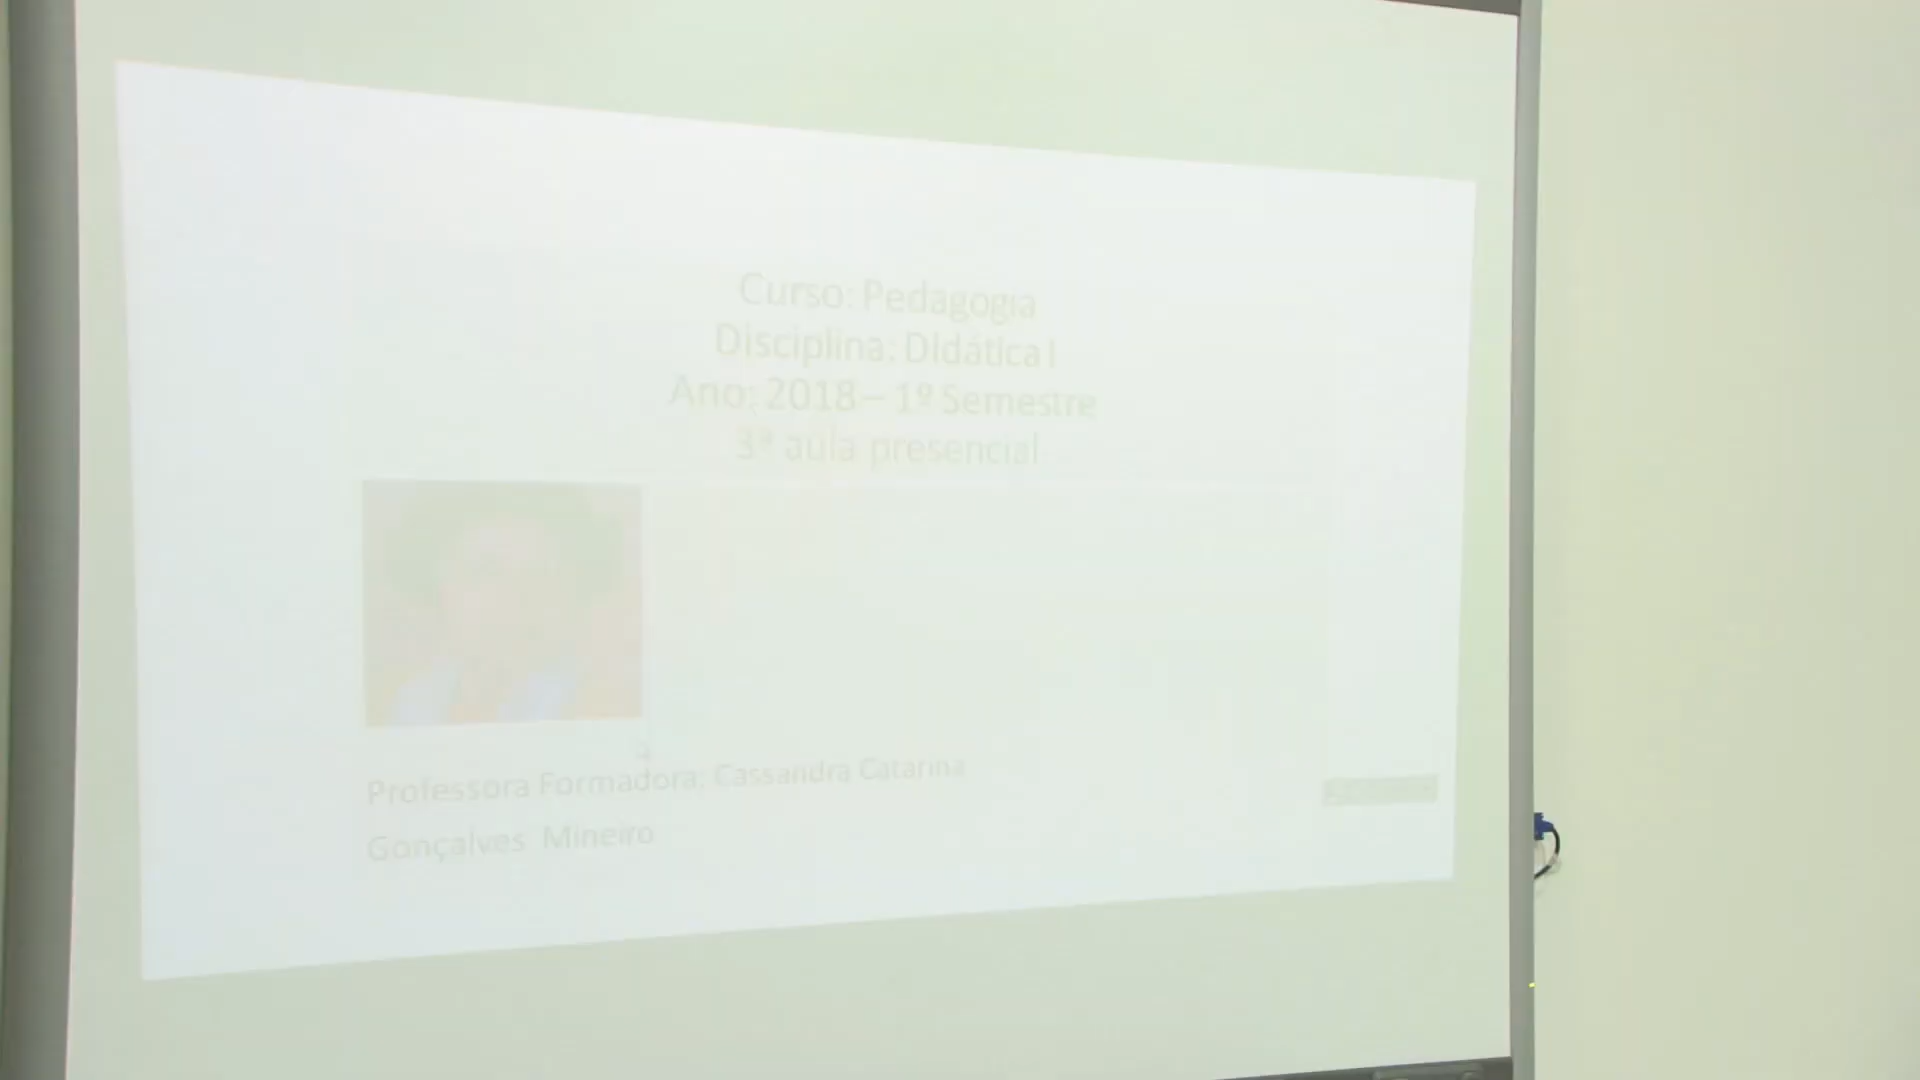 Curso: Pedagogia
Disciplina: Didática I
Ano: 2018 – 1º Semestre
3ª aula presencial
Professora Formadora: Cassandra Catarina
Gonçalves Mineiro